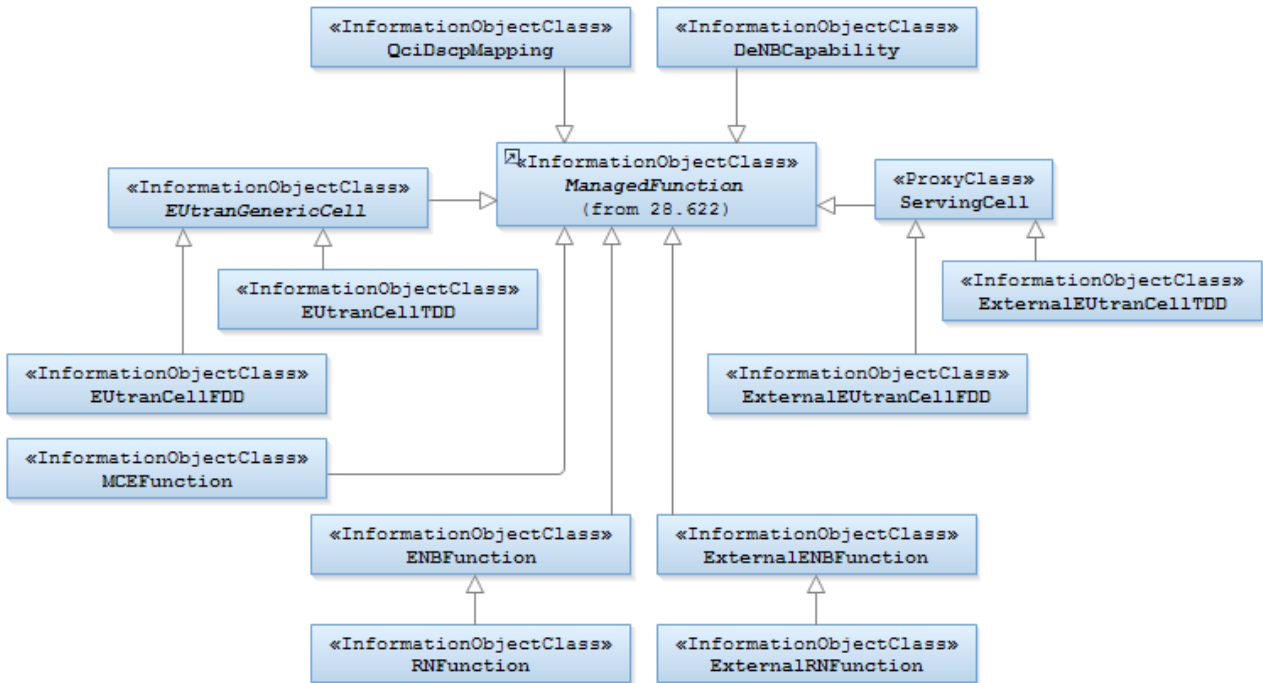 «InformationObjectClass»
QciDscpMapping
«InformationObjectClass»
DeNBCapability
«InformationObjectClass»
ManagedFunction
(from 28.622)
«InformationObjectClass»
EUtranGenericCell
«ProxyClass»
ServingCell
«InformationObjectClass»
EUtranCellTDD
«InformationObjectClass»
ExternalEUtranCellTDD
«InformationObjectClass»
EUtranCellFDD
«InformationObjectClass»
ExternalEUtranCellFDD
«InformationObjectClass»
MCEFunction
«InformationObjectClass»
ENBFunction
«InformationObjectClass»
ExternalENBFunction
«InformationObjectClass»
RNFunction
«InformationObjectClass»
ExternalRNFunction